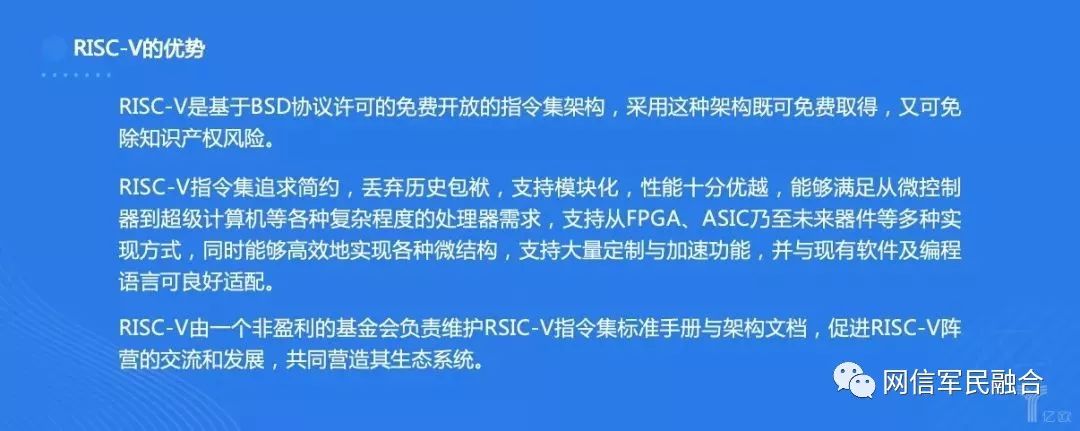 RISC-V的优势
RISC-V是基于BSD协议许可的免费开放的指令集架构，采用这种架构既可免费取得，又可免
除知识产权风险。
RISC-V指令集追求简约，丢弃历史包袱，支持模块化，性能十分优越，能够满足从微控制
器到超级计算机等各种复杂程度的处理器需求，支持从FPGA、ASIC乃至未来器件等多种实
现方式，同时能够高效地实现各种微结构，支持大量定制与加速功能，并与现有软件及编程
语言可良好适配。
RISC-V由一个非盈利的基金会负责维护RSIC-V指令集标准手册与架构文档，促进RISC-V阵
营的交流和发展，共同营造其生态系统。
网信军民融合
亿欧